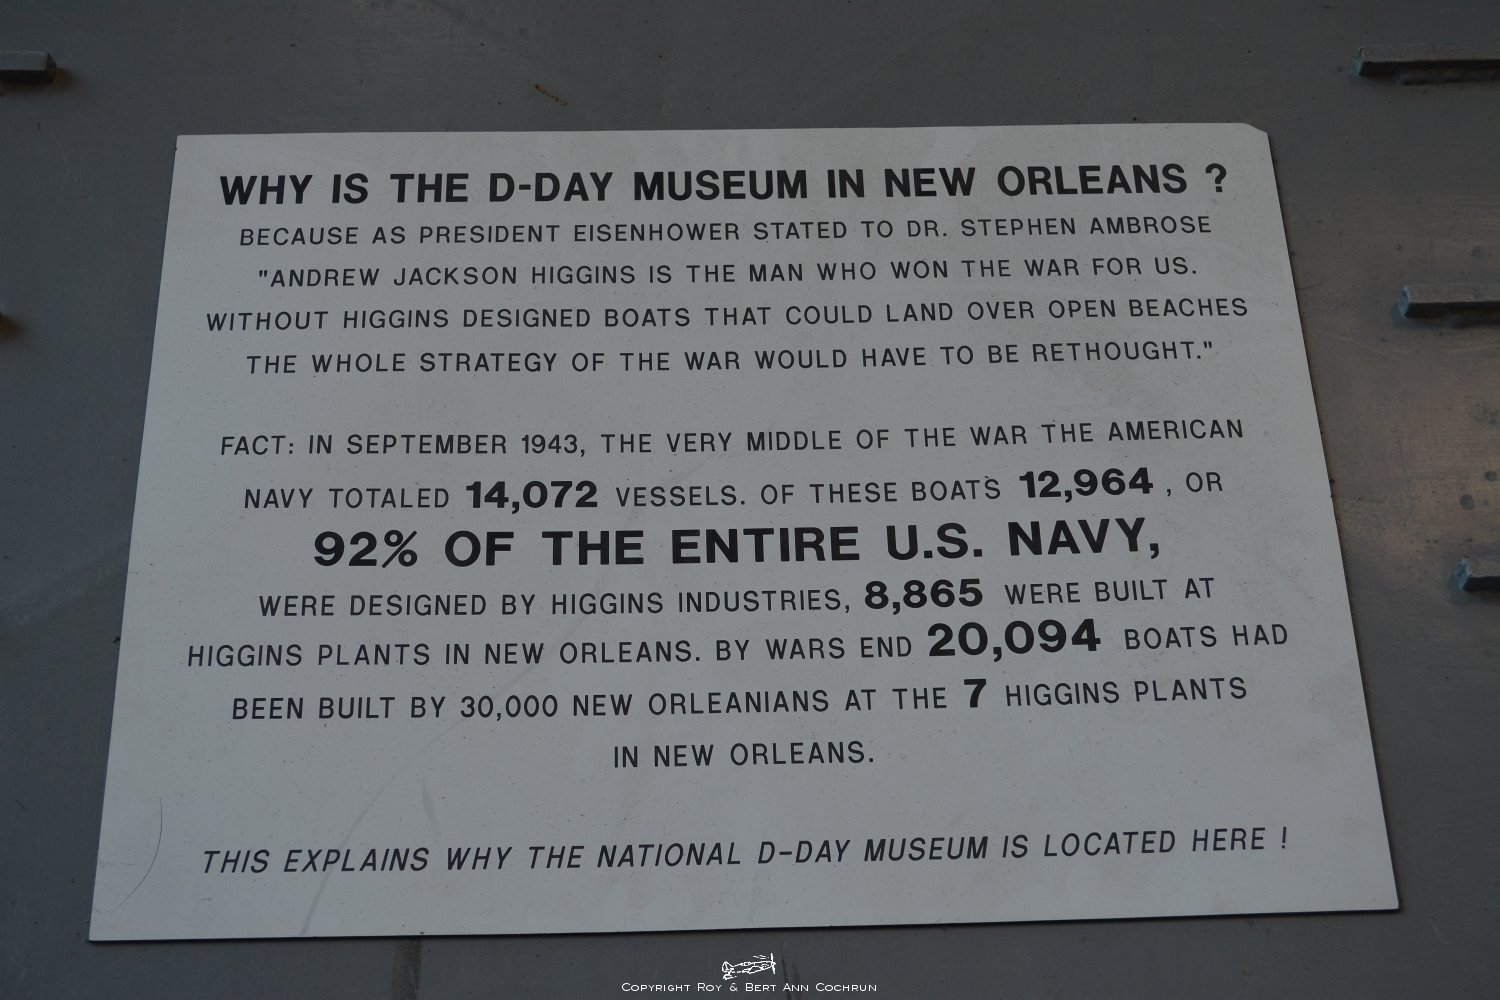 WHY IS THE D-DAY MUSEUM IN NEW ORLEANS ?
BECAUSE AS PRESIDENT EISENHOWER STATED TO DR. STEPHEN AMBROSE
"ANDREW JACKSON HIGGINS IS THE MAN WHO WON THE WAR FOR US.
WITHOUT HIGGINS DESIGNED BOATS THAT COULD LAND OVER OPEN BEACHES
THE WHOLE STRATEGY OF THE WAR WOULD HAVE TO BE RETHOUGHT."
FACT: IN SEPTEMBER 1943, THE VERY MIDDLE OF THE WAR THE AMERICAN
NAVY TOTALED 14,072 VESSELS. OF THESE BOATS 12,964 , OR
92% OF THE ENTIRE U.S. NAVY,
WERE DESIGNED BY HIGGINS INDUSTRIES, 8,865 WERE BUILT AT
HIGGINS PLANTS IN NEW ORLEANS. BY WARS END 20,094 BOATS HAD
BEEN BUILT BY 30,000 NEW ORLEANIANS AT THE 7 HIGGINS PLANTS
IN NEW ORLEANS.
THIS EXPLAINS WHY THE NATIONAL D-DAY MUSEUM IS LOCATED HERE !
COPYRIGHT ROY & BERT ANN COCHRUN